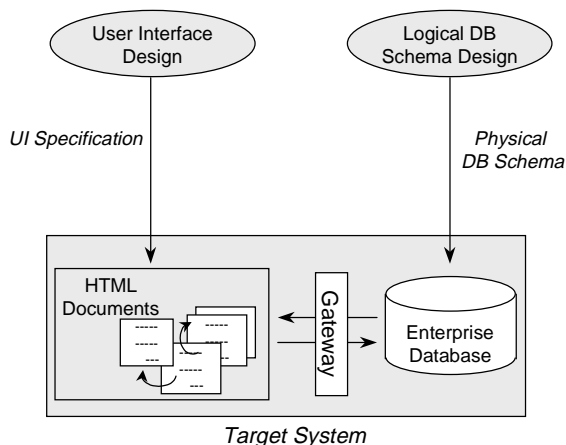 User Interface
Design
Logical DB
Schema Design
UI Specification
Physical
DB Schema
HTML
Documents
Gateway
Enterprise
Database
Target System